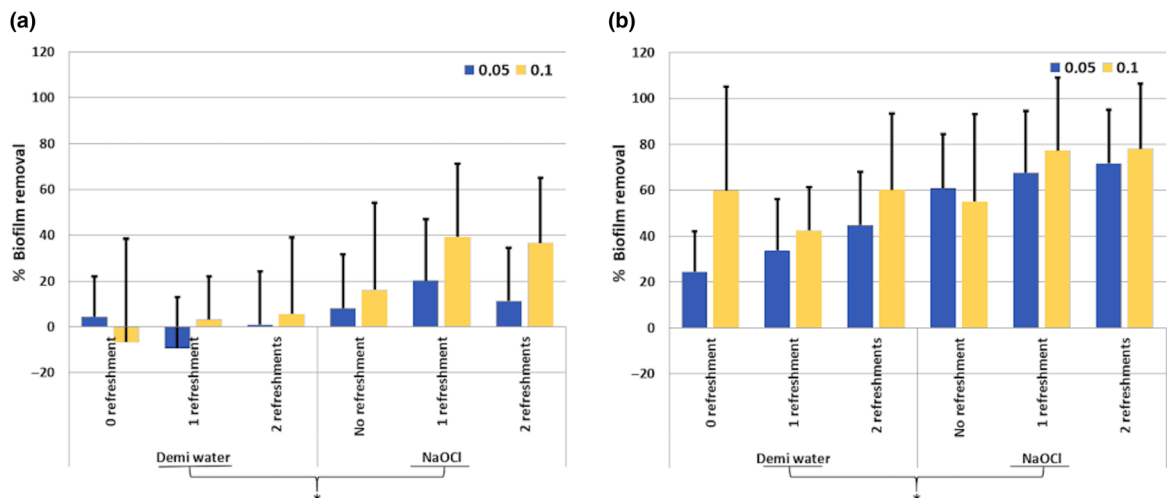 (a)
% Biofilm removal
120
100
80
60
40
20
0
−20
0.05 0.1
0 refreshment
1 refreshment
2 refreshments
No refreshment
1 refreshment
2 refreshments
Demi water NaOCl
*
(b)
% Biofilm removal
120
100
80
60
40
20
0
−20
0.05 0.1
0 refreshment
1 refreshment
2 refreshments
No refreshment
1 refreshment
2 refreshments
Demi water NaOCl
*